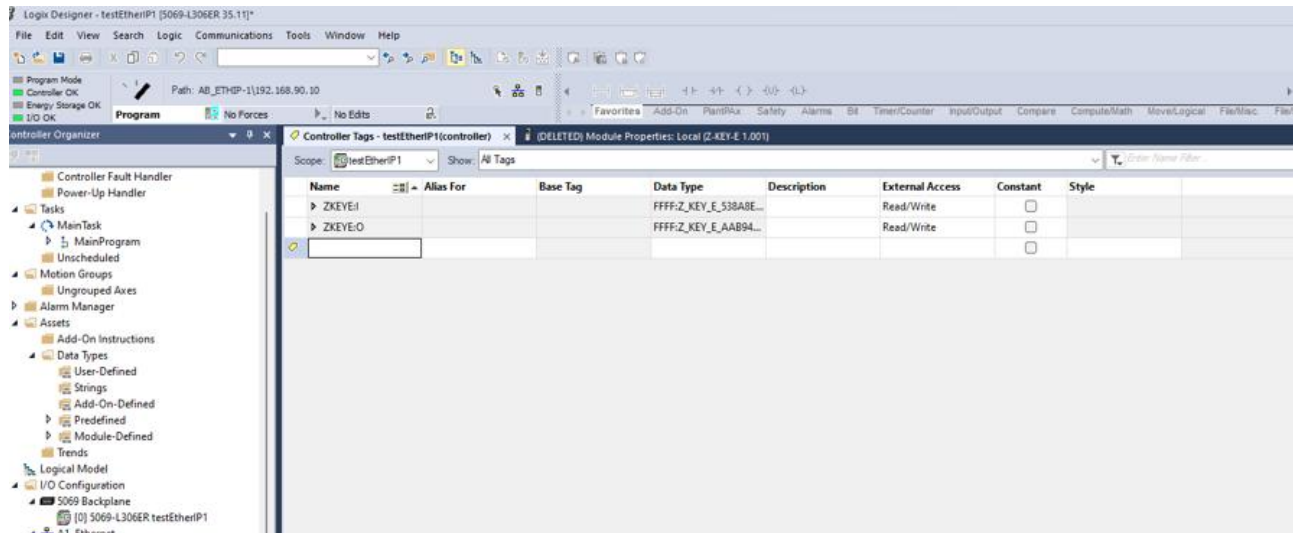 Logix Designer - testEtherIP1 [5069-L306ER 35.11]*
File Edit View Search Logic Communications Tools Window Help
Program Mode
Controller OK
Energy Storage OK
I/O OK
Path: AB_ETHIP-1\192.168.90.10
Program
No Forces
No Edits
Favorites Add-On PlantPAx Safety Alarms Bit Timer/Counter Input/Output Compare Compute/Math Move/Logical File/Misc.
ontroller Organizer
Controller Tags - testEtherIP1(controller)
(DELETED) Module Properties: Local (Z-KEY-E 1.001)
Scope: testEtherIP1
Show: All Tags
Enter Name Filter...
Name Alias For Base Tag Data Type Description External Access Constant Style
ZKEYE:I FFFF:Z_KEY_E_538A8E... Read/Write
ZKEYE:O FFFF:Z_KEY_E_AAB94... Read/Write
Controller Fault Handler
Power-Up Handler
Tasks
MainTask
MainProgram
Unscheduled
Motion Groups
Ungrouped Axes
Alarm Manager
Assets
Add-On Instructions
Data Types
User-Defined
Strings
Add-On-Defined
Predefined
Module-Defined
Trends
Logical Model
I/O Configuration
5069 Backplane
[0] 5069-L306ER testEtherIP1
A1, Ethernet